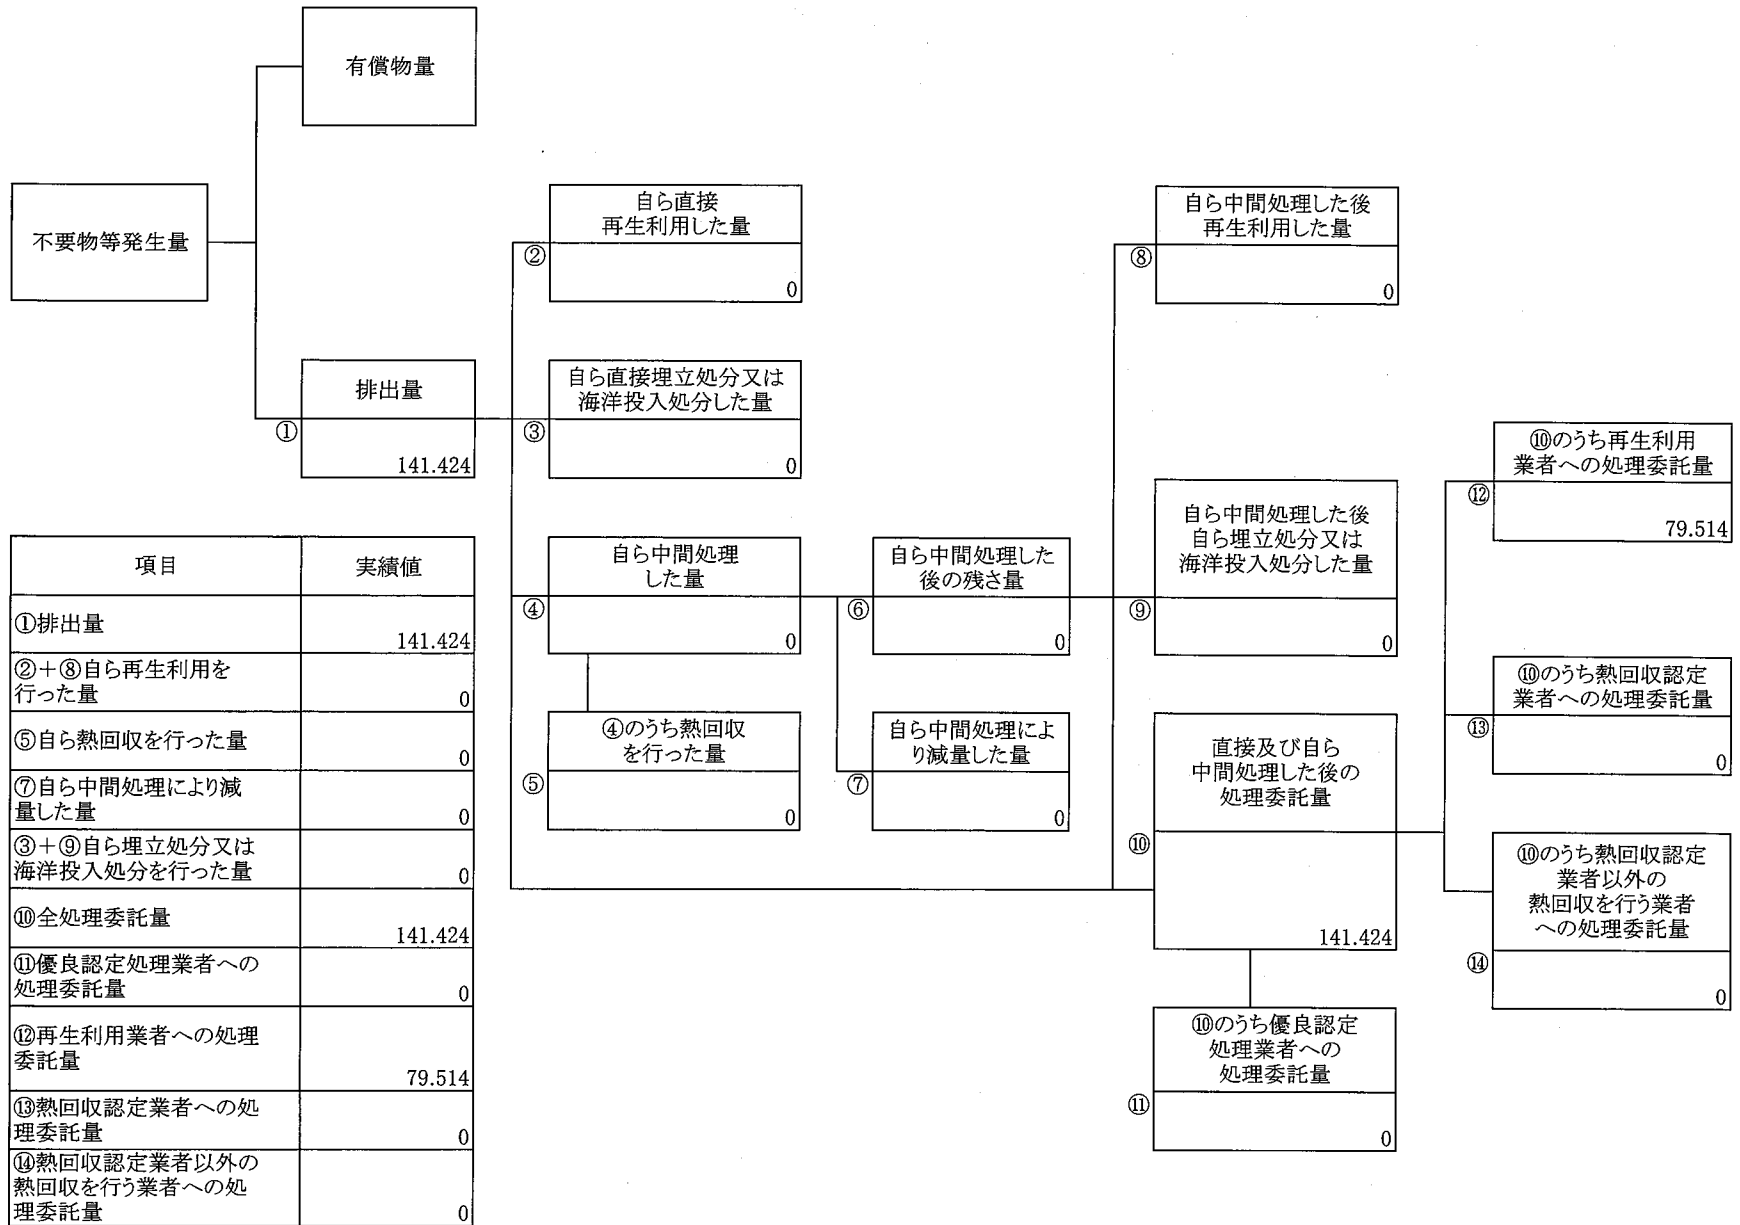 有償物量
不要物等発生量
自ら直接
再生利用した量
②
0
自ら中間処理した後
再生利用した量
⑧
0
排出量
①
141.424
自ら直接埋立処分又は
海洋投入処分した量
③
0
⑩のうち再生利用
業者への処理委託量
⑫
79.514
自ら中間処理
した量
④
0
自ら中間処理した
後の残さ量
⑥
0
自ら中間処理した後
自ら埋立処分又は
海洋投入処分した量
⑨
0
⑩のうち熱回収認定
業者への処理委託量
⑬
0
④のうち熱回収
を行った量
⑤
0
自ら中間処理によ
り減量した量
⑦
0
直接及び自ら
中間処理した後の
処理委託量
⑩
141.424
⑩のうち熱回収認定
業者以外の
熱回収を行う業者
への処理委託量
⑭
0
⑩のうち優良認定
処理業者への
処理委託量
⑪
0
項目 実績値
①排出量
141.424
②＋⑧自ら再生利用を
行った量
0
⑤自ら熱回収を行った量
0
⑦自ら中間処理により減
量した量
0
③＋⑨自ら埋立処分又は
海洋投入処分を行った量
0
⑩全処理委託量
141.424
⑪優良認定処理業者への
処理委託量
0
⑫再生利用業者への処理
委託量
79.514
⑬熱回収認定業者への処
理委託量
0
⑭熱回収認定業者以外の
熱回収を行う業者への処
理委託量
0